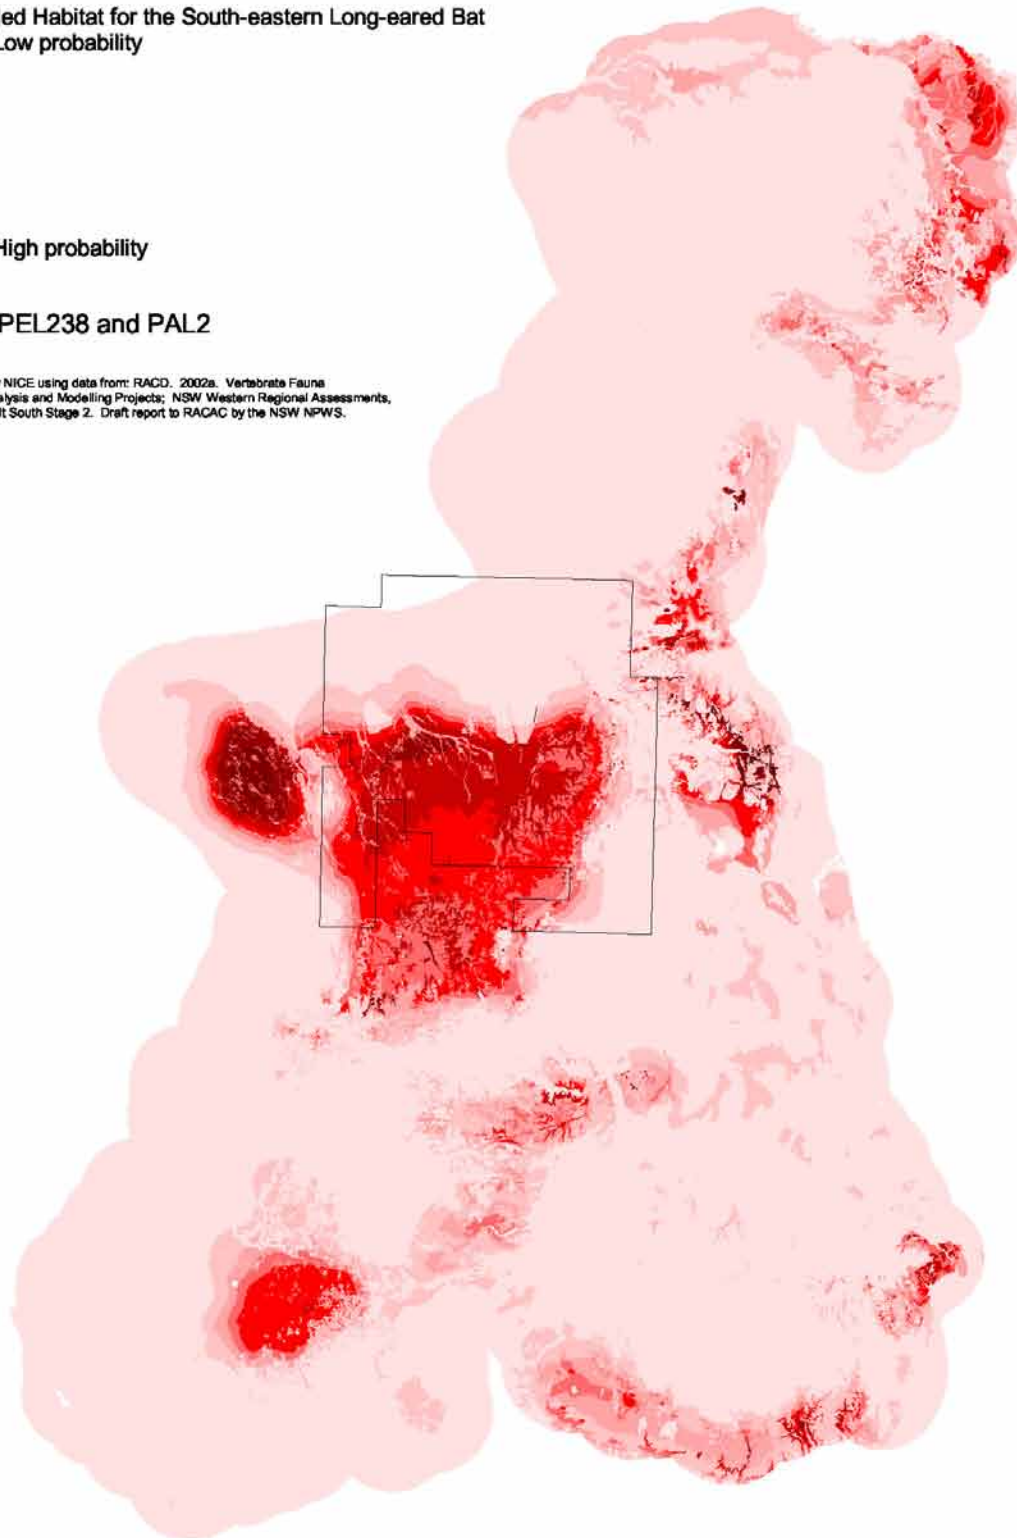 led Habitat for the South-eastern Long-eared Bat
Low probability
High probability
PEL238 and PAL2
NICE using data from: RACD. 2002a. Vertebrate Fauna
alysis and Modelling Projects; NSW Western Regional Assessments,
lt South Stage 2. Draft report to RACAC by the NSW NPWS.